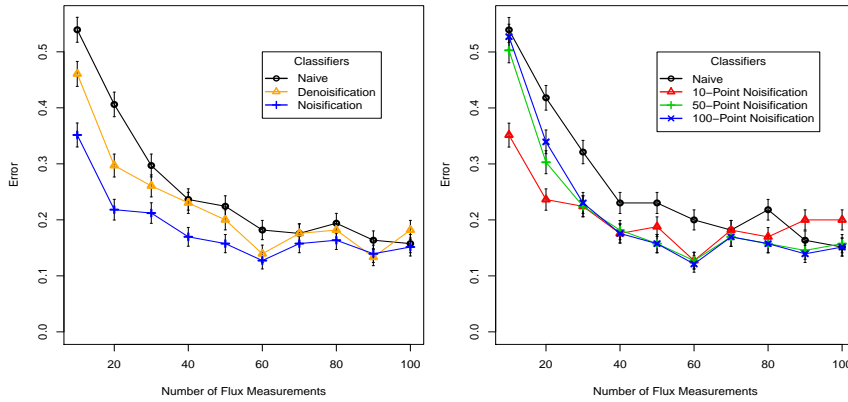 0.5
0.4
0.3
0.2
0.1
0.0
Error
20
40
60
80
100
Number of Flux Measurements
Classifiers
Naive
Denoisification
Noisification
0.5
0.4
0.3
0.2
0.1
0.0
Error
20
40
60
80
100
Number of Flux Measurements
Classifiers
Naive
10−Point Noisification
50−Point Noisification
100−Point Noisification